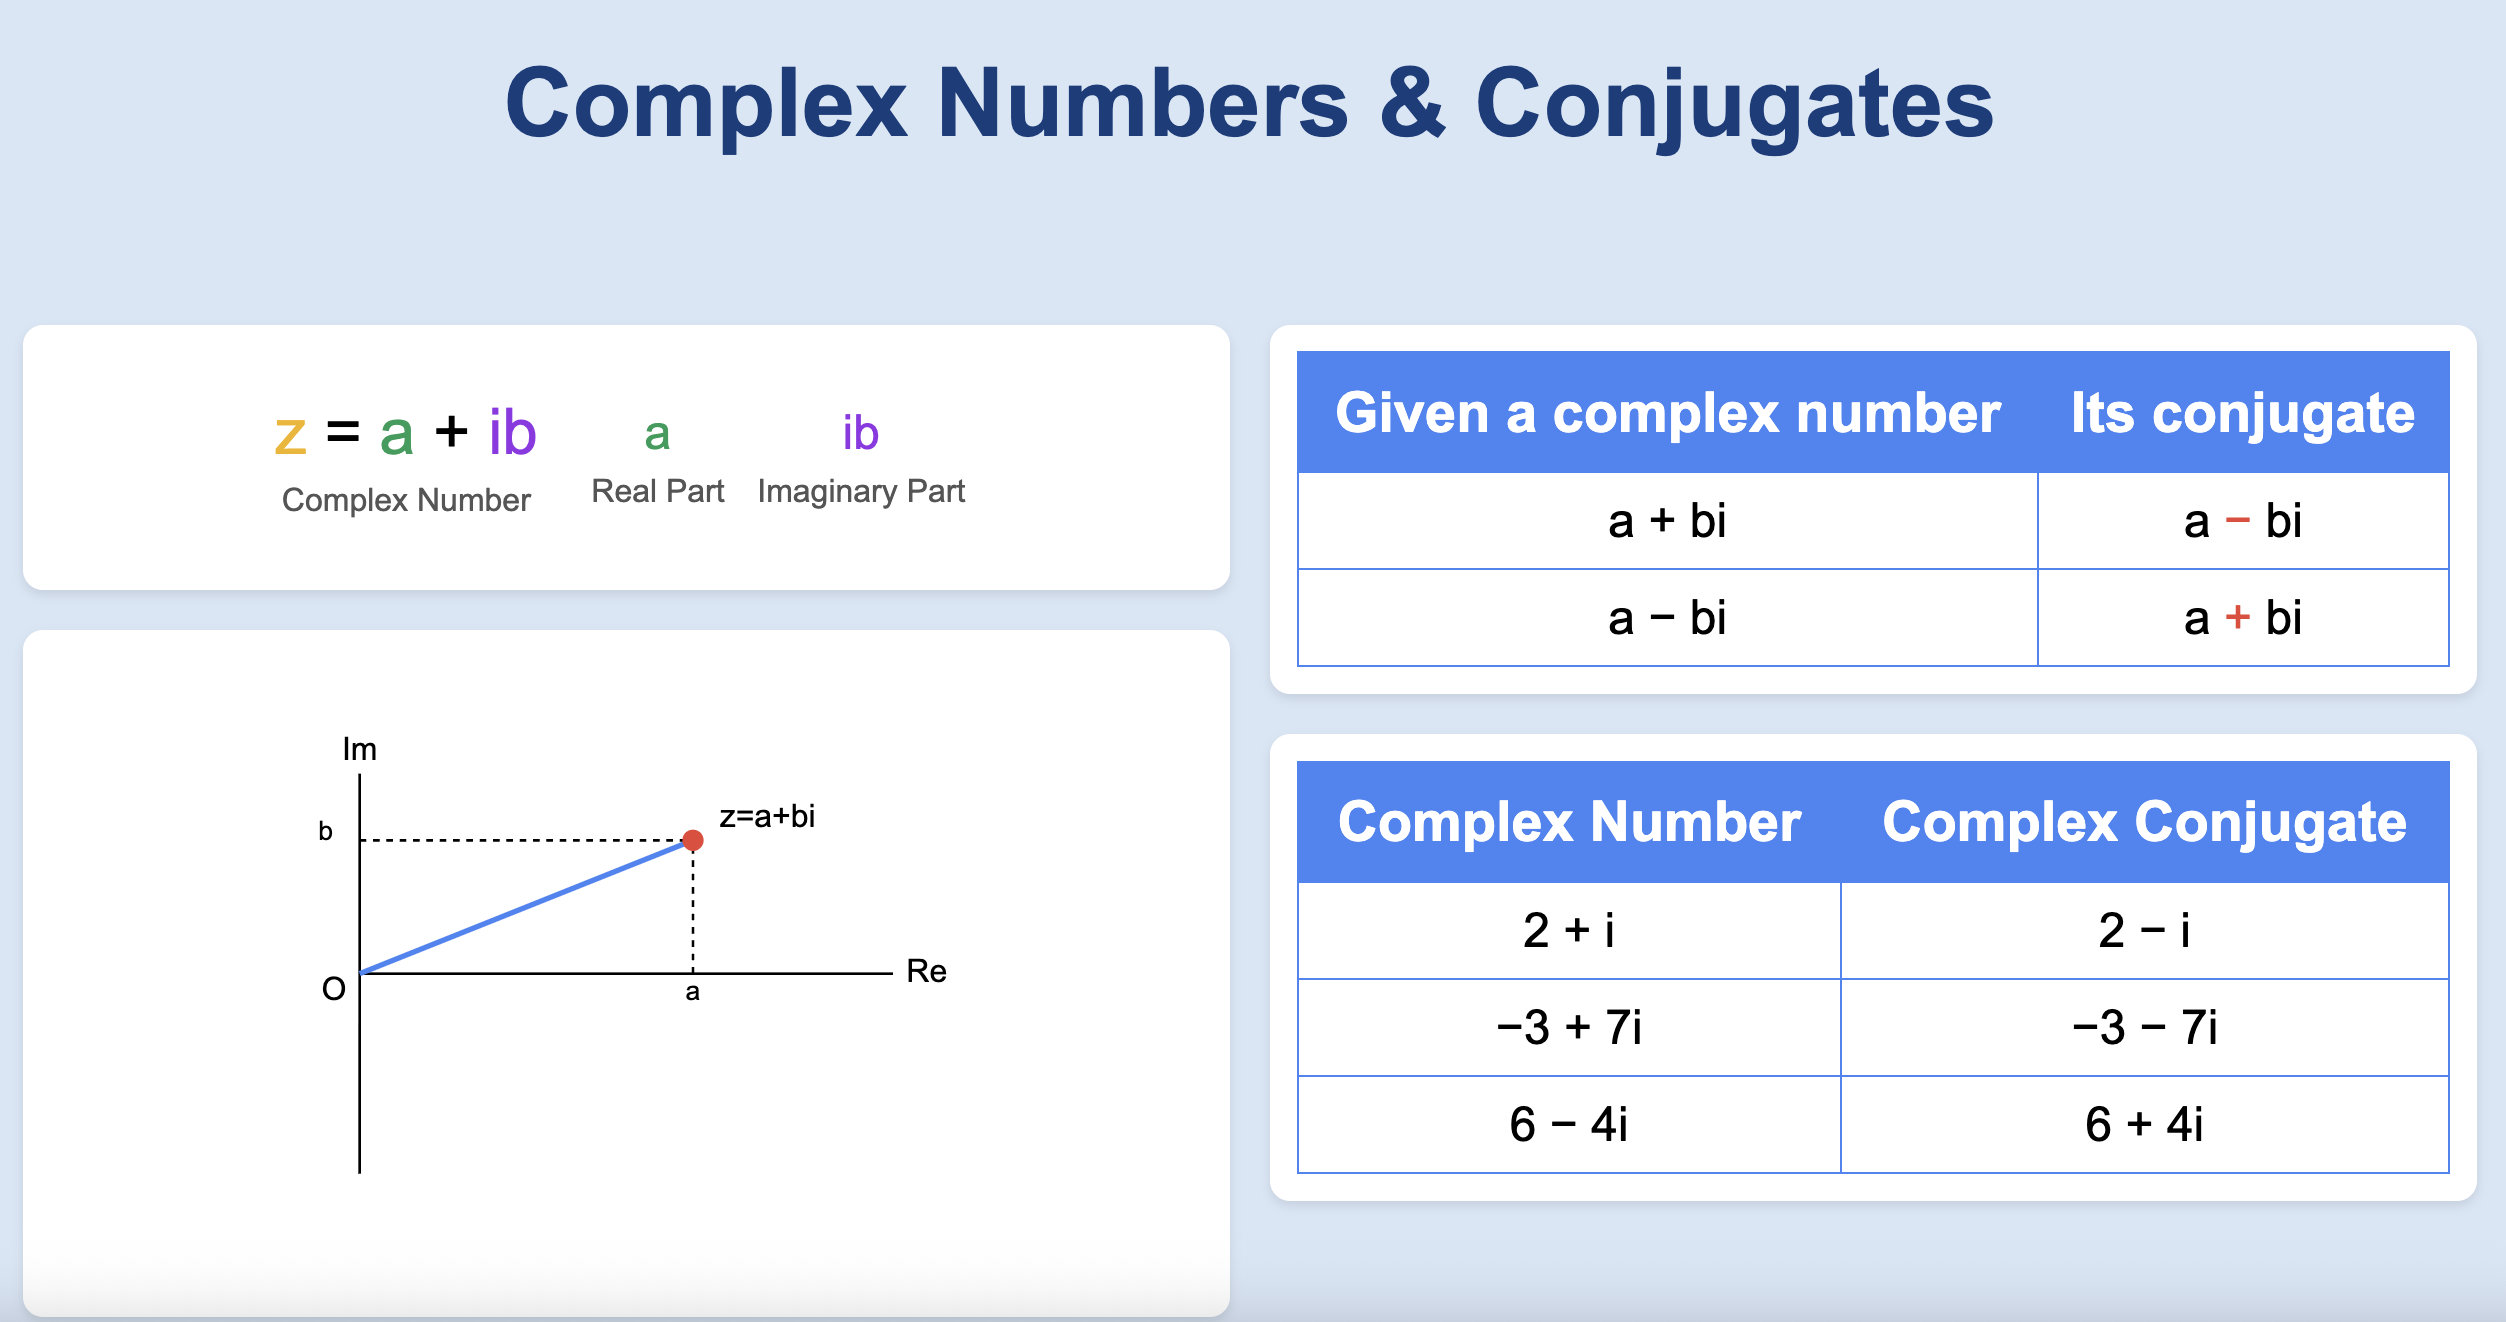 Complex Numbers & Conjugates
z = a + ib
Complex Number
a
Real Part
ib
Imaginary Part
Im
b
z=a+bi
O
a
Re
Given a complex number Its conjugate
a + bi a − bi
a − bi a + bi
Complex Number Complex Conjugate
2 + i 2 − i
−3 + 7i −3 − 7i
6 − 4i 6 + 4i